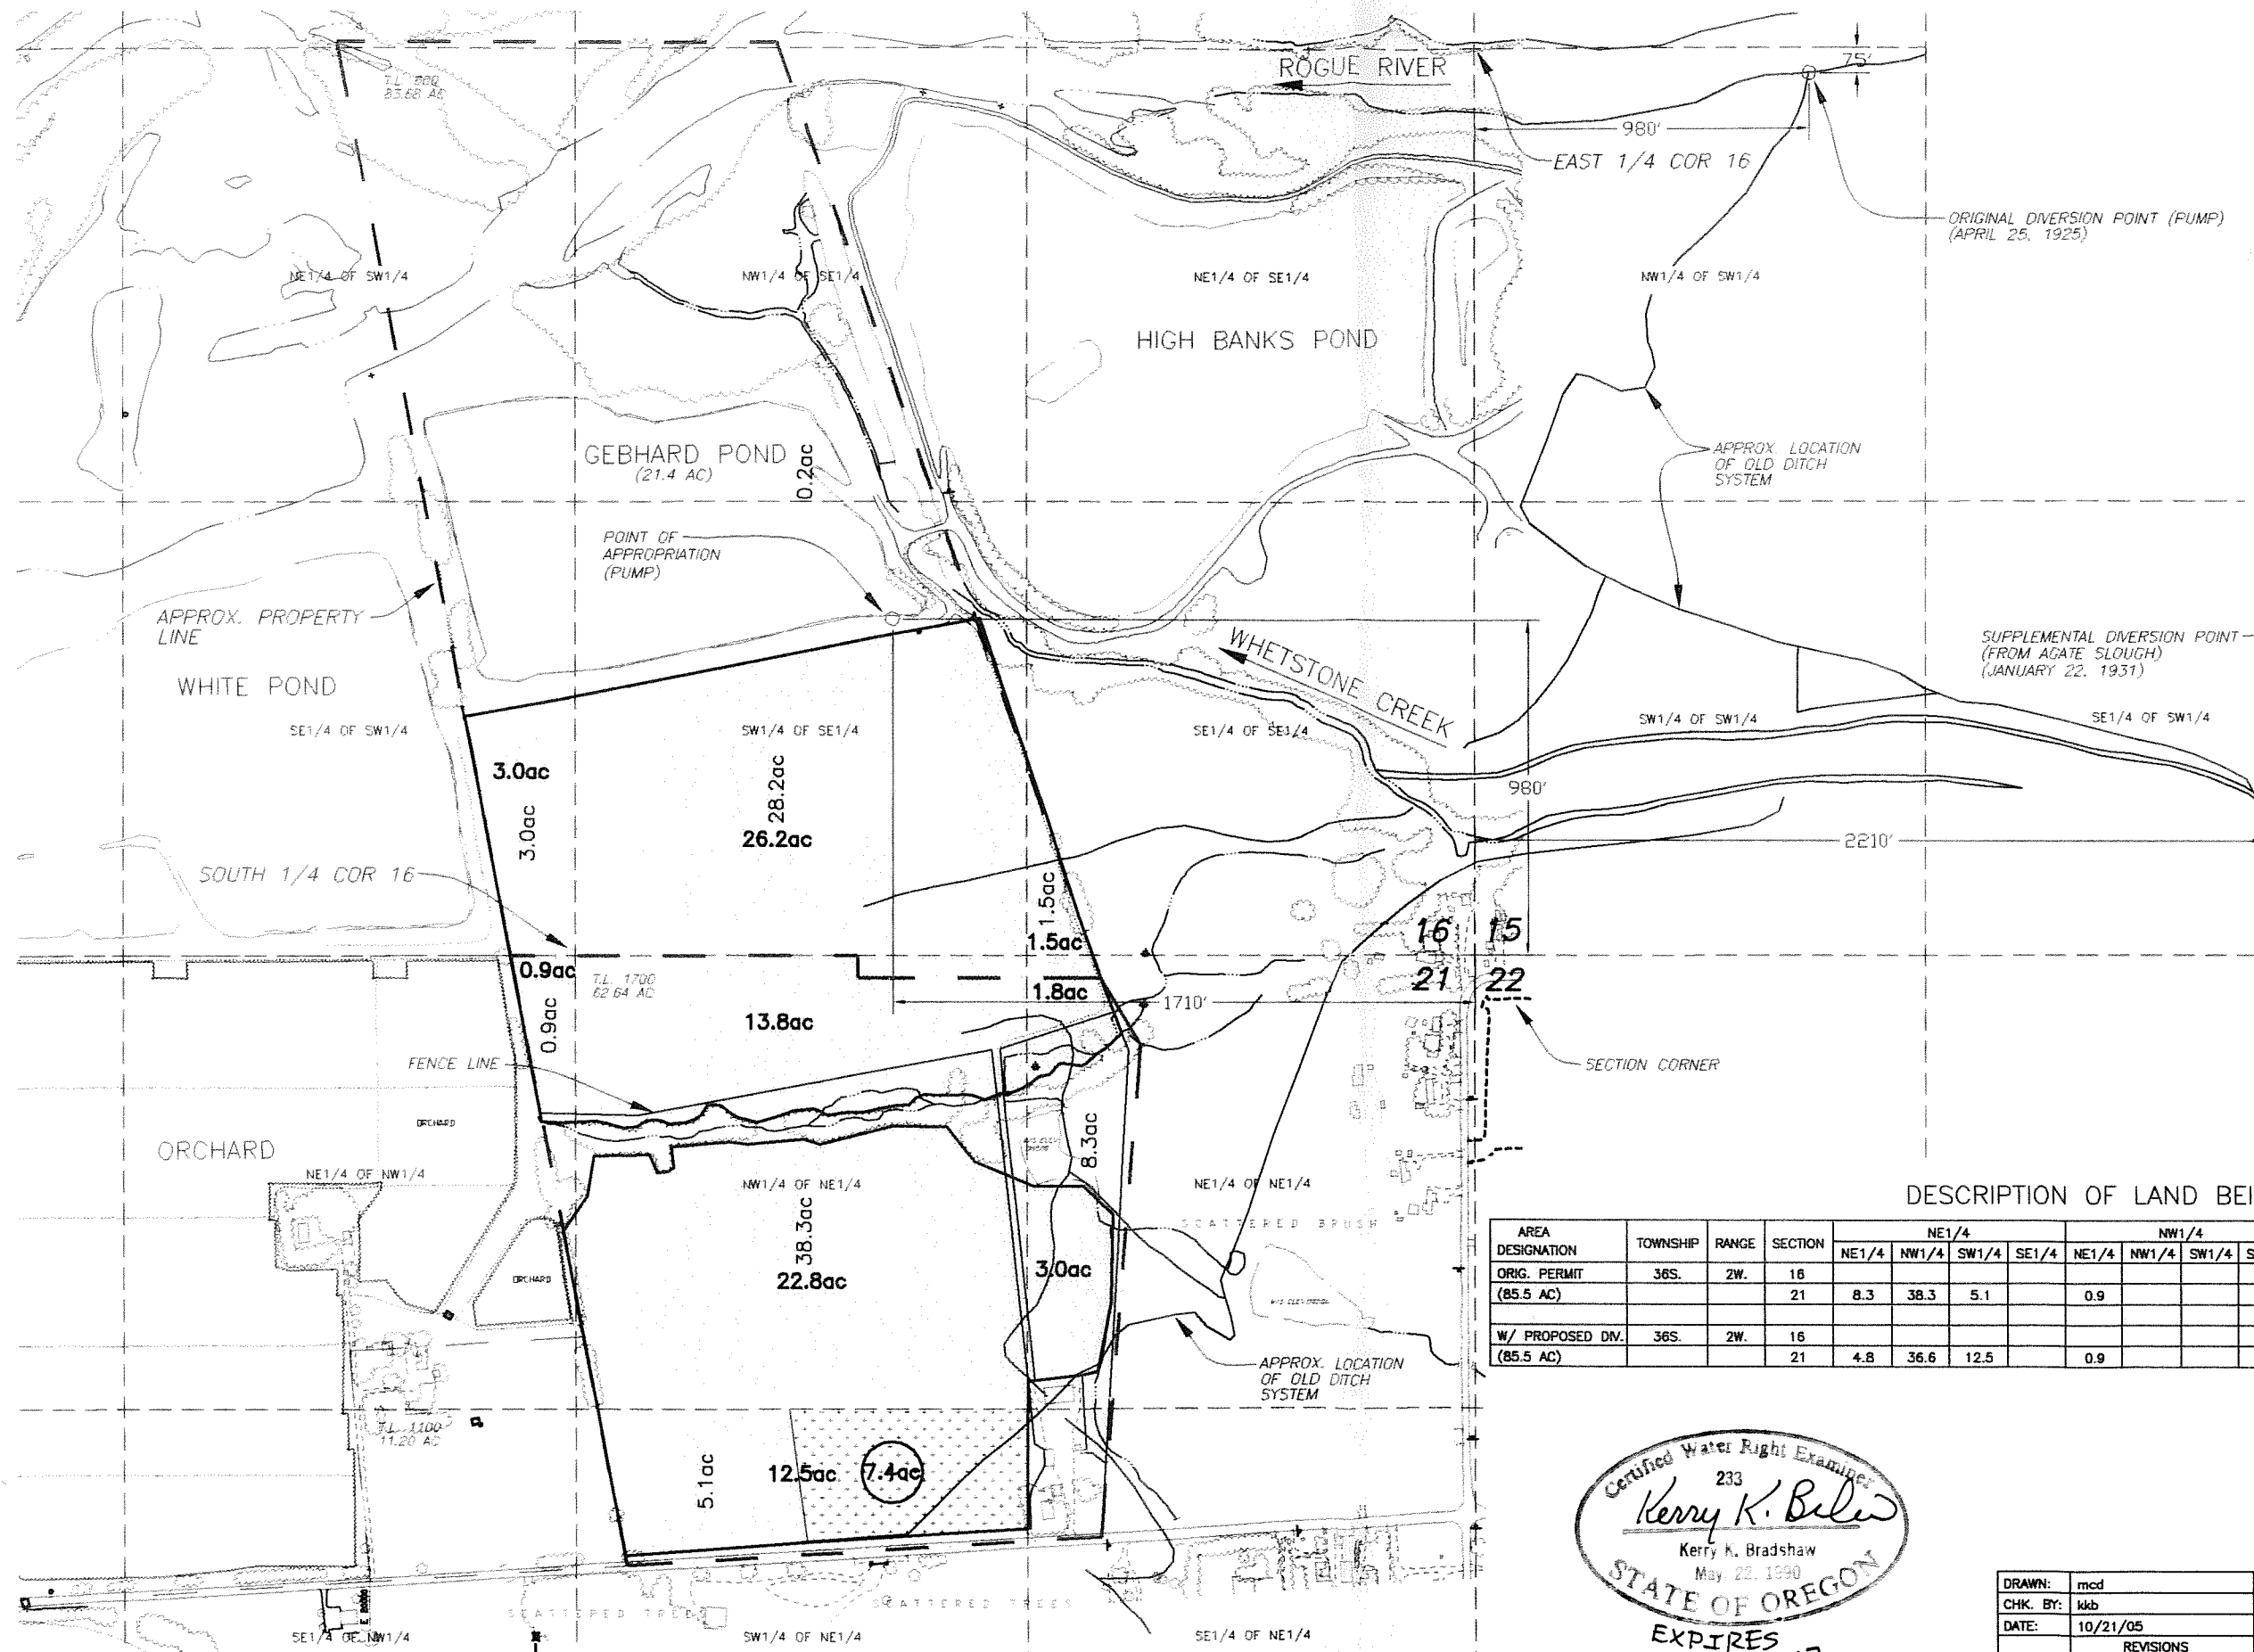 ROGUE RIVER
75'
980'
EAST 1/4 COR 16
ORIGINAL DIVERSION POINT (PUMP)
(APRIL 25, 1925)
83.68 AC
NE1/4 OF SW1/4
NW1/4 OF SE1/4
NE1/4 OF SE1/4
NW1/4 OF SW1/4
HIGH BANKS POND
GEBHARD POND
(21.4 AC)
0.2ac
APPROX. LOCATION
OF OLD DITCH
SYSTEM
POINT OF
APPROPRIATION
(PUMP)
APPROX. PROPERTY
LINE
WHITE POND
WHETSTONE CREEK
SUPPLEMENTAL DIVERSION POINT
(FROM AGATE SLOUGH)
(JANUARY 22, 1931)
SE1/4 OF SW1/4
SW1/4 OF SE1/4
SE1/4 OF SE1/4
SW1/4 OF SW1/4
SE1/4 OF SW1/4
3.0ac
3.0ac
28.2ac
26.2ac
980'
2210'
SOUTH 1/4 COR 16
1.5ac
1.5ac
16 15
21 22
0.9ac
0.9ac
T.L. 1700
62.64 AC
1.8ac
1710'
13.8ac
FENCE LINE
SECTION CORNER
ORCHARD
ORCHARD
8.3ac
NE1/4 OF NW1/4
NW1/4 OF NE1/4
NE1/4 OF NE1/4
SCATTERED BRUSH
38.3ac
22.8ac
3.0ac
ORCHARD
APPROX. LOCATION
OF OLD DITCH
SYSTEM
T.L. 1100
11.20 AC
5.1ac
12.5ac
7.4ac
SCATTERED TREES
SCATTERED TREES
SE1/4 OF NW1/4
SW1/4 OF NE1/4
SE1/4 OF NE1/4
DESCRIPTION OF LAND BEI
AREA DESIGNATION TOWNSHIP RANGE SECTION NE1/4 NW1/4
NE1/4 NW1/4 SW1/4 SE1/4 NE1/4 NW1/4 SW1/4 S
ORIG. PERMIT 36S. 2W. 16
(85.5 AC) 21 8.3 38.3 5.1 0.9
W/ PROPOSED DIV. 36S. 2W. 16
(85.5 AC) 21 4.8 36.6 12.5 0.9
Certified Water Right Examiner
233
Kerry K. Bradshaw
May. 22. 1990
STATE OF OREGON
EXPIRES
DRAWN: mcd
CHK. BY: kkb
DATE: 10/21/05
REVISIONS